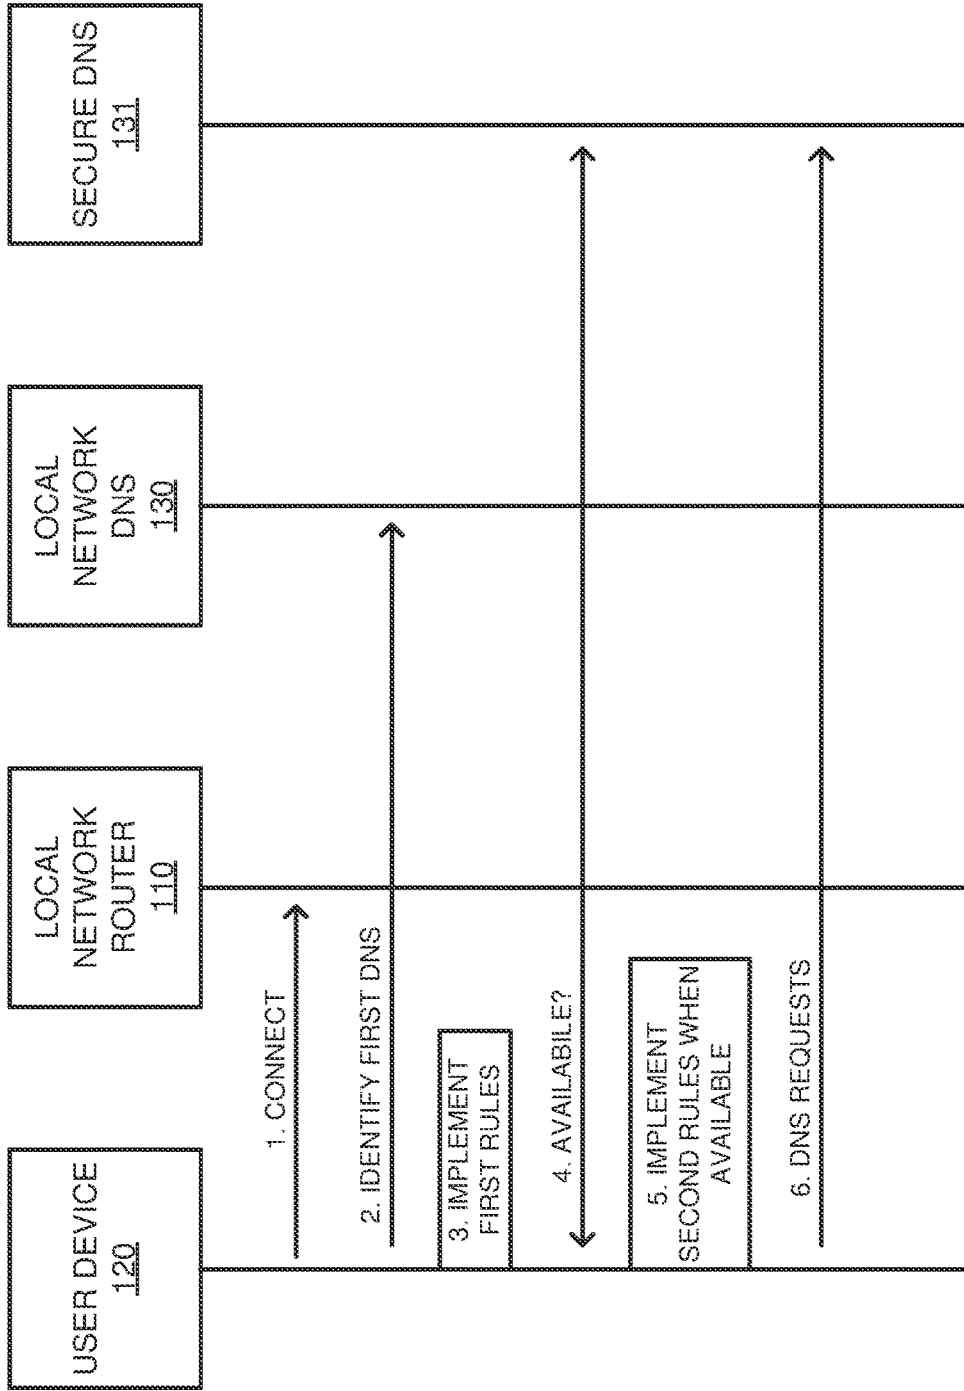 USER DEVICE
120
LOCAL
NETWORK
ROUTER
110
LOCAL
NETWORK
DNS
130
SECURE DNS
131
1. CONNECT
2. IDENTIFY FIRST DNS
3. IMPLEMENT
FIRST RULES
4. AVAILABILE?
5. IMPLEMENT
SECOND RULES WHEN
AVAILABLE
6. DNS REQUESTS